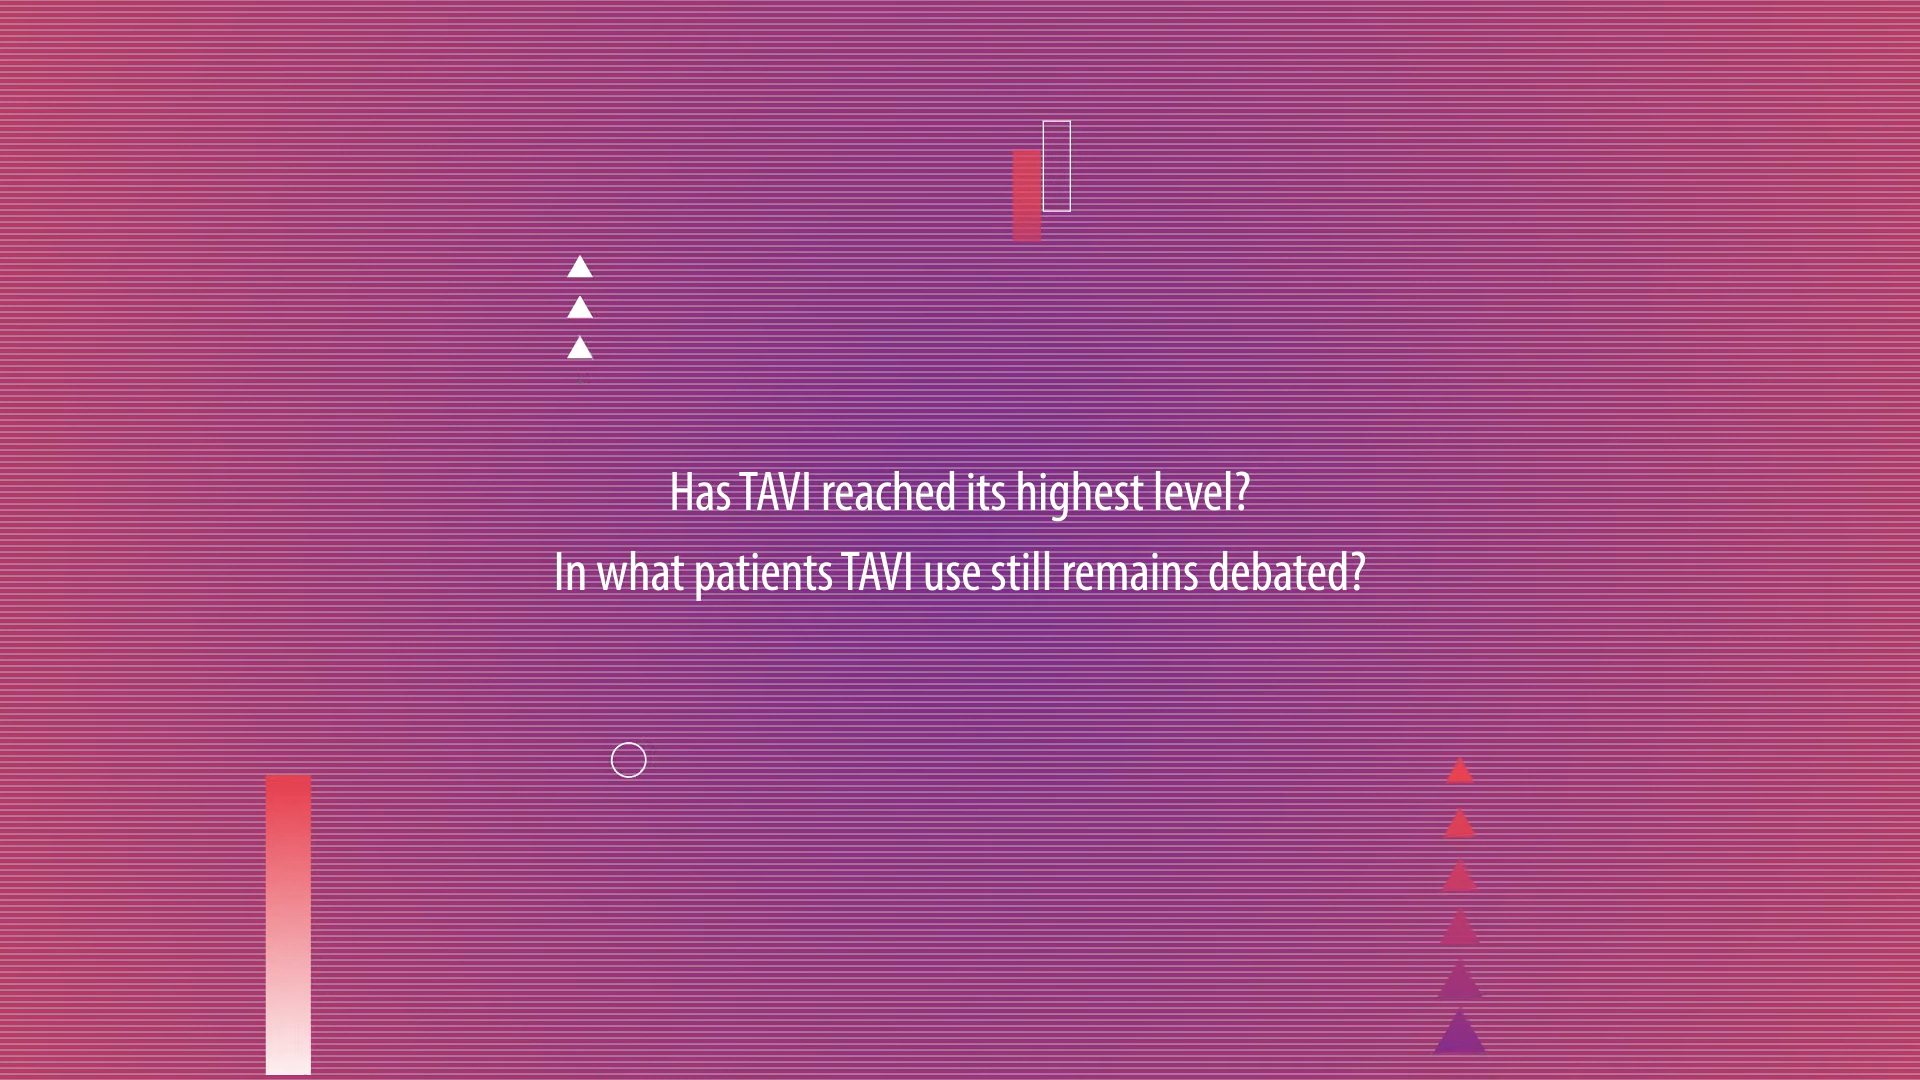 Has TAVI reached its highest level?
In what patients TAVI use still remains debated?